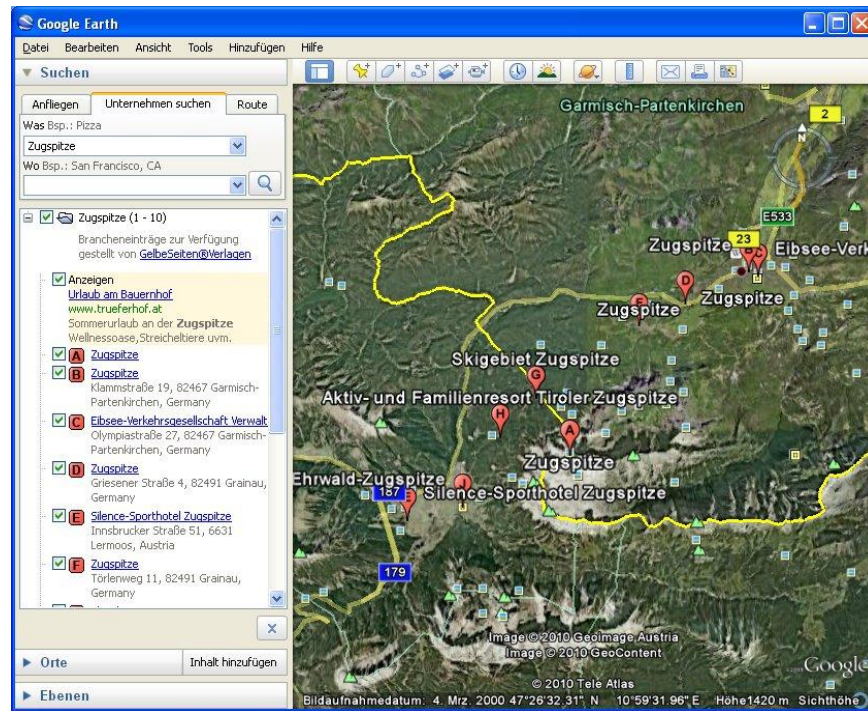 Google Earth
Datei Bearbeiten Ansicht Tools Hinzufügen Hilfe
Suchen
Anfliegen Unternehmen suchen Route
Was Bsp.: Pizza
Zugspitze
Wo Bsp.: San Francisco, CA
Zugspitze (1 - 10)
Brancheneinträge zur Verfügung
gestellt von GelbeSeiten®Verlagen
Anzeigen
Urlaub am Bauernhof
www.trueferhof.at
Sommerurlaub an der Zugspitze
Wellnessoase,Streicheltiere uvm.
A Zugspitze
B Zugspitze
Klammstraße 19, 82467 Garmisch-
Partenkirchen, Germany
C Eibsee-Verkehrsgesellschaft Verwalt
Olympiastraße 27, 82467 Garmisch-
Partenkirchen, Germany
D Zugspitze
Griesener Straße 4, 82491 Grainau,
Germany
E Silence-Sporthotel Zugspitze
Innsbrucker Straße 51, 6631
Lermoos, Austria
F Zugspitze
Törlenweg 11, 82491 Grainau,
Germany
Orte
Inhalt hinzufügen
Ebenen
Garmisch-Partenkirchen
2
N
E533
23
Zugspitze
C
Eibsee-Verk
D
Zugspitze
F
Zugspitze
Skigebiet Zugspitze
G
Aktiv- und Familienresort Tiroler Zugspitze
H
A
Zugspitze
Ehrwald-Zugspitze
187
E
Silence-Sporthotel Zugspitze
179
Image © 2010 Geoimage Austria
Image © 2010 GeoContent
© 2010 Tele Atlas
Google
Bildaufnahmedatum: 4. Mrz. 2000 47°26'32.31" N 10°59'31.96" E Höhe 1420 m Sichthöhe